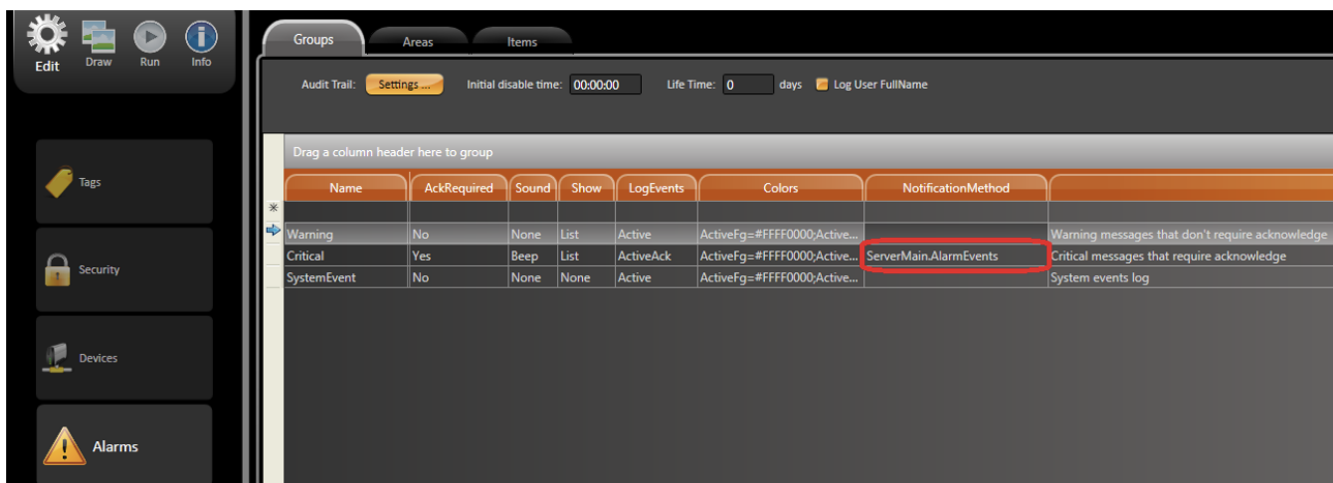 Edit Draw Run Info
Groups Areas Items
Audit Trail: Settings ... Initial disable time: 00:00:00 Life Time: 0 days Log User FullName
Drag a column header here to group
Name AckRequired Sound Show LogEvents Colors NotificationMethod
Warning No None List Active ActiveFg=#FFFF0000;Active... Warning messages that don't require acknowledge
Critical Yes Beep List ActiveAck ActiveFg=#FFFF0000;Active... ServerMain.AlarmEvents Critical messages that require acknowledge
SystemEvent No None None Active ActiveFg=#FFFF0000;Active... System events log
Tags
Security
Devices
Alarms